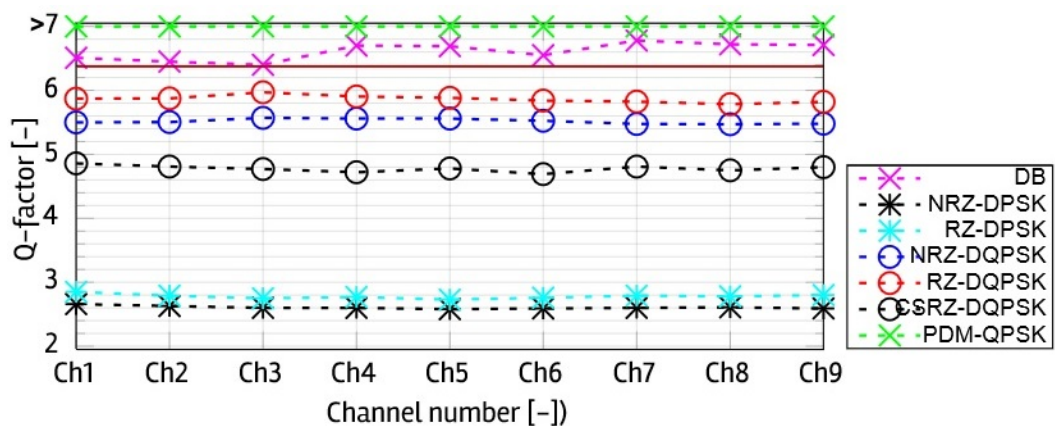 >7
6
5
4
3
2
Q-factor [-]
Ch1 Ch2 Ch3 Ch4 Ch5 Ch6 Ch7 Ch8 Ch9
Channel number [-])
DB
NRZ-DPSK
RZ-DPSK
NRZ-DQPSK
RZ-DQPSK
CSRZ-DQPSK
PDM-QPSK